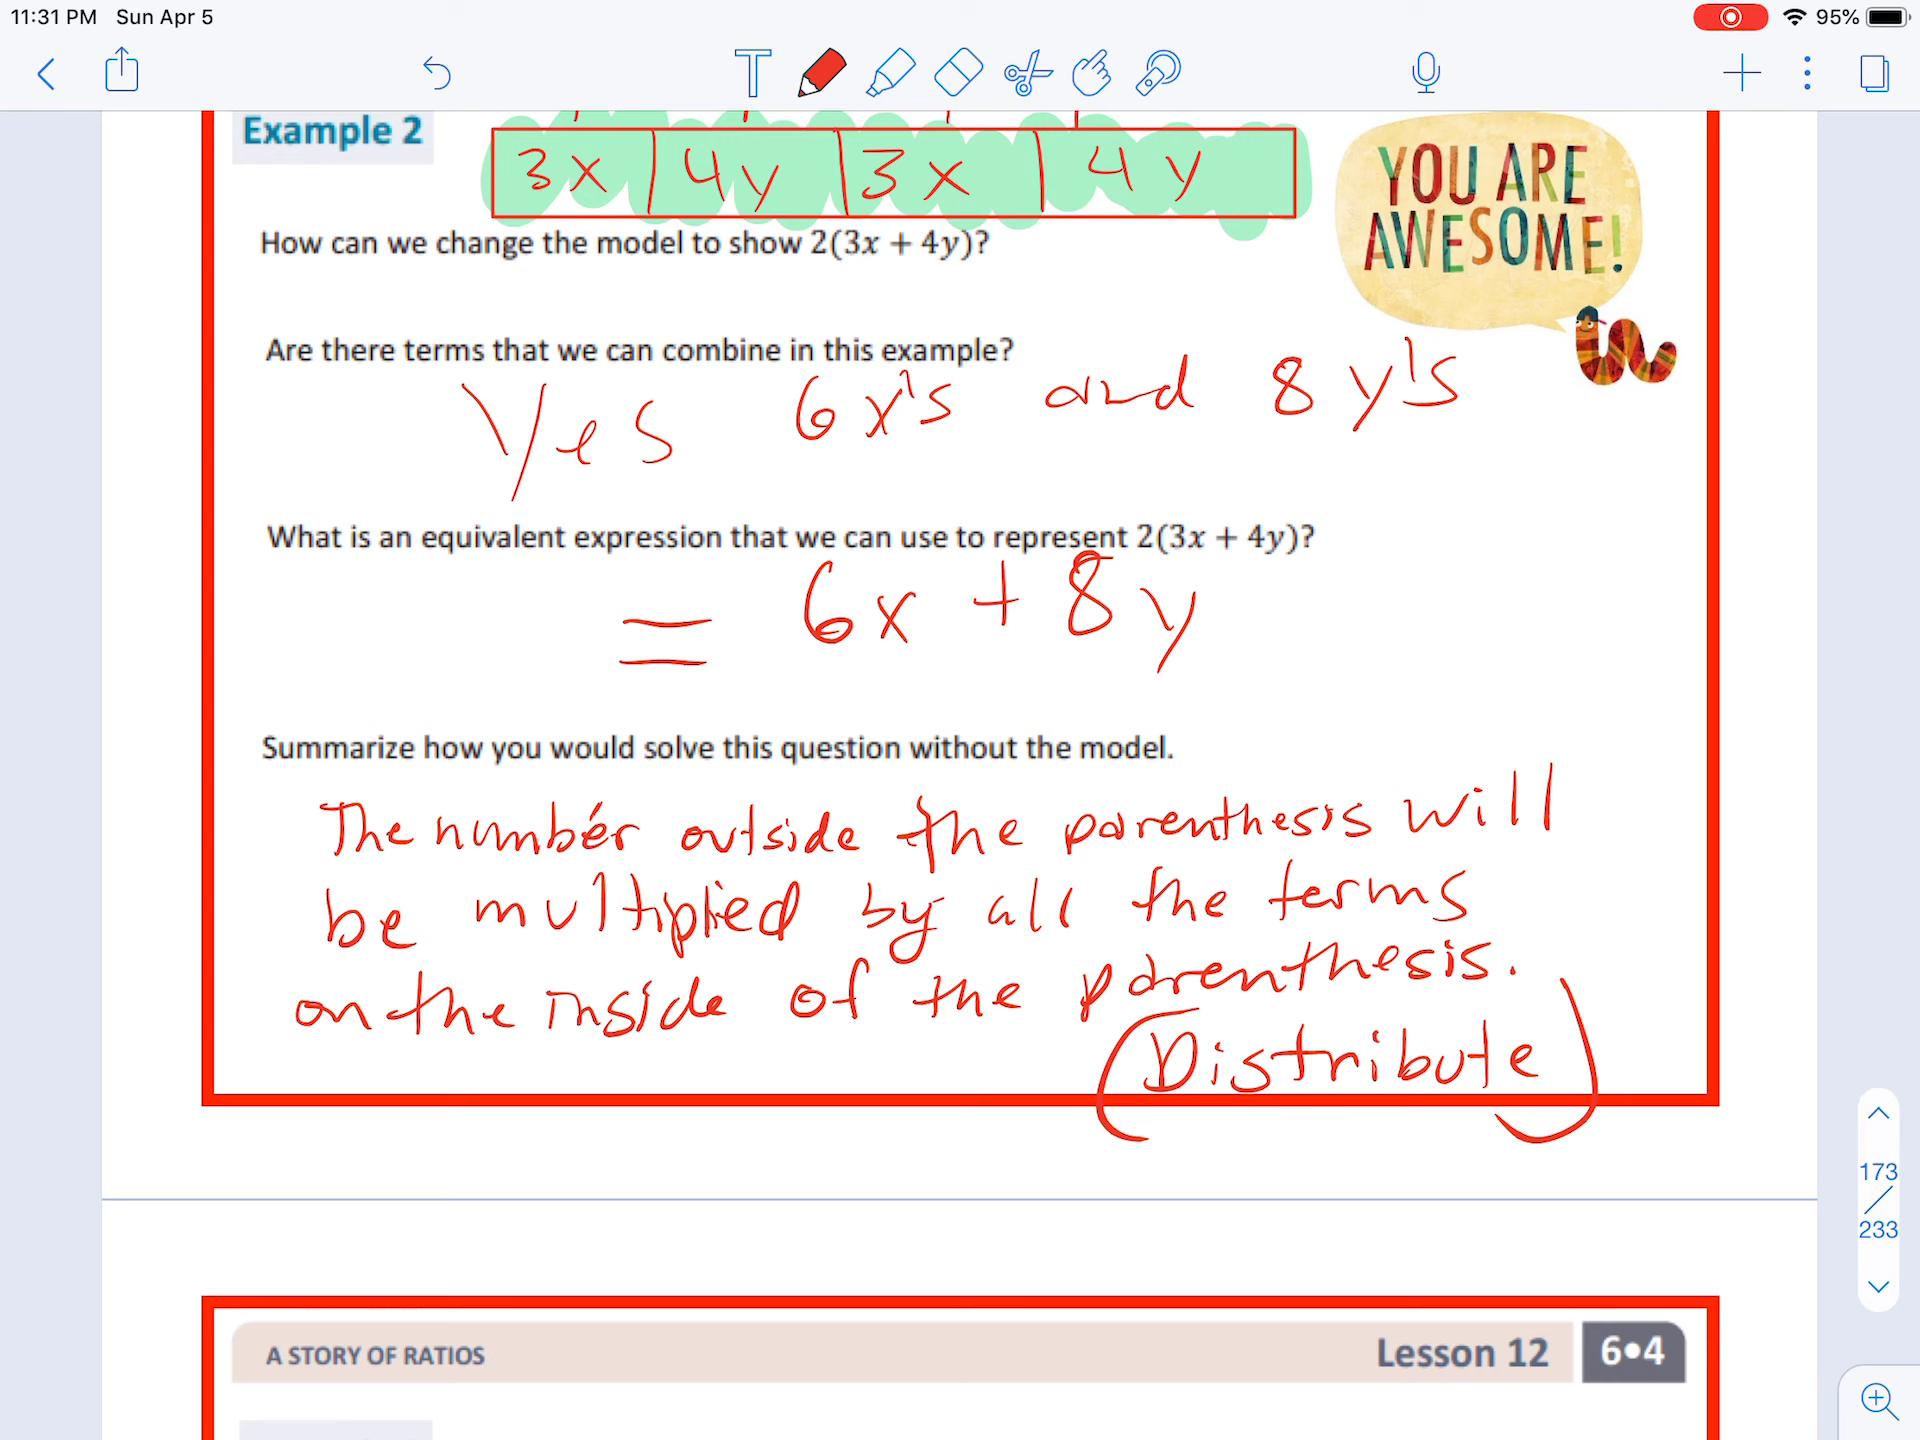 11:31 PM Sun Apr 5
95%
T
Example 2
3x 4y 3x 4y
YOU ARE
AWESOME!
How can we change the model to show 2(3x + 4y)?
Are there terms that we can combine in this example?
Yes 6x's and 8y's
What is an equivalent expression that we can use to represent 2(3x + 4y)?
= 6x + 8y
Summarize how you would solve this question without the model.
The number outside the parenthesis will
be multiplied by all the terms
on the inside of the parenthesis.
(Distribute)
173
/
233
A STORY OF RATIOS
Lesson 12
6•4